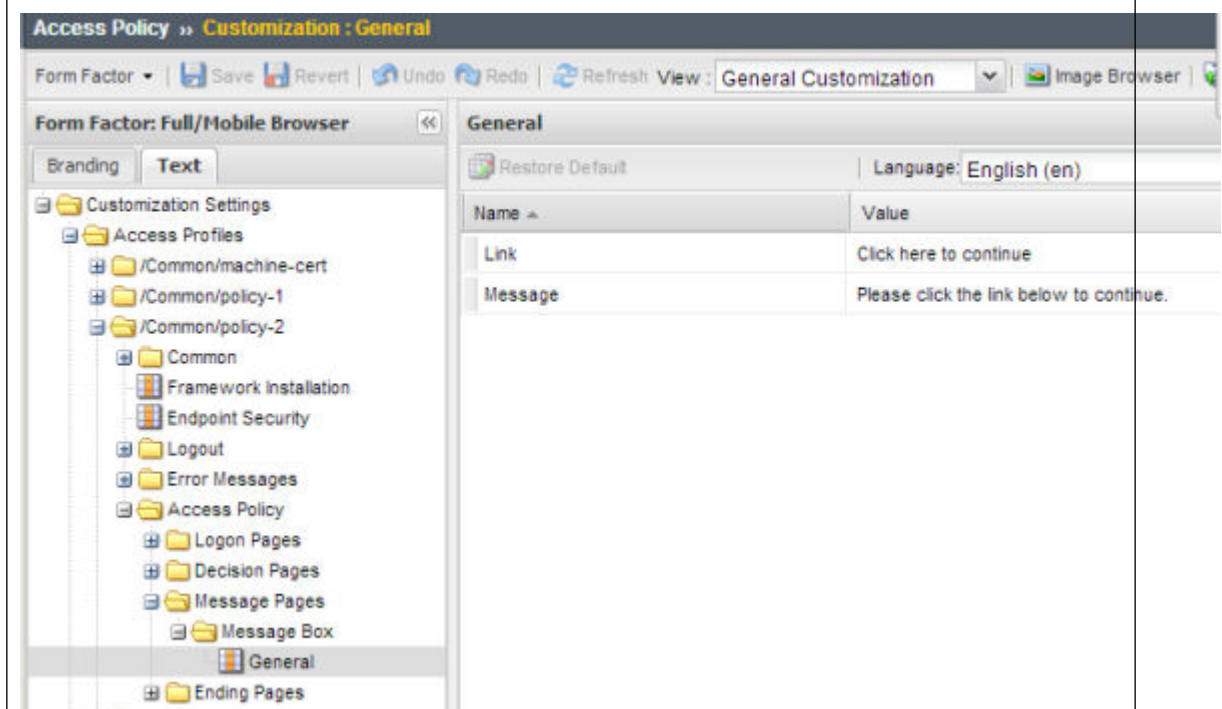 Access Policy » Customization : General
Form Factor Save Revert Undo Redo Refresh View : General Customization Image Browser
Form Factor: Full/Mobile Browser
Branding Text
Customization Settings
Access Profiles
/Common/machine-cert
/Common/policy-1
/Common/policy-2
Common
Framework Installation
Endpoint Security
Logout
Error Messages
Access Policy
Logon Pages
Decision Pages
Message Pages
Message Box
General
Ending Pages
General
Restore Default Language: English (en)
Name Value
Link Click here to continue
Message Please click the link below to continue.